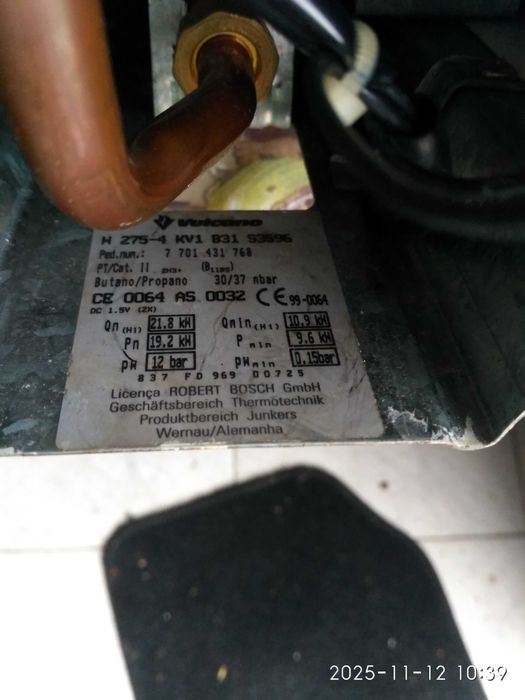 Vulcano
W 275-4 KV1 B31 S3596
Ped.num.: 7 701 431 768
PT/Cat. II 2H3+ (B11BS)
Butano/Propano 30/37 mbar
CE 0064 AS 0032 CE 99-0064
DC 1.5V (2X)
Qn (Hi) 21.8 kW Qmin (Hi) 10.9 kW
Pn 19.2 kW P min 9.6 kW
pW 12 bar pW min 0.15bar
837 FD 969 00725
Licença ROBERT BOSCH GmbH
Geschäftsbereich Thermotechnik
Produktbereich Junkers
Wernau/Alemanha
2025-11-12 10:39